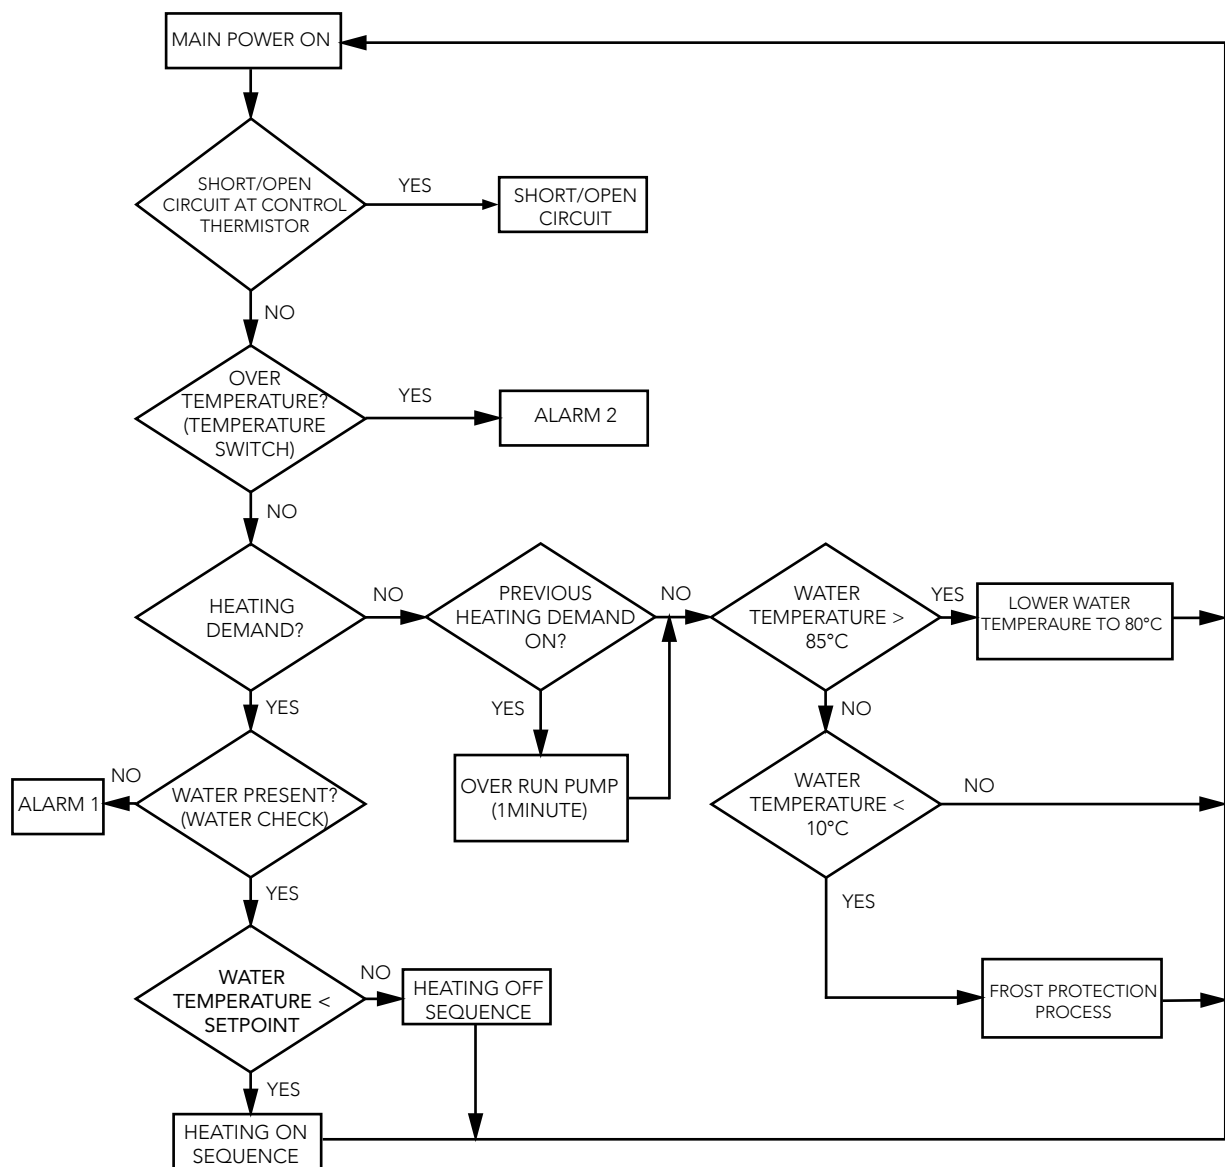 MAIN POWER ON
SHORT/OPEN
CIRCUIT AT CONTROL
THERMISTOR
YES
SHORT/OPEN
CIRCUIT
NO
OVER
TEMPERATURE?
(TEMPERATURE
SWITCH)
YES
ALARM 2
NO
HEATING
DEMAND?
NO
PREVIOUS
HEATING DEMAND
ON?
NO
WATER
TEMPERATURE >
85°C
YES
LOWER WATER
TEMPERAURE TO 80°C
YES
YES
NO
NO
ALARM 1
WATER PRESENT?
(WATER CHECK)
OVER RUN PUMP
(1MINUTE)
WATER
TEMPERATURE <
10°C
NO
YES
YES
WATER
TEMPERATURE <
SETPOINT
NO
HEATING OFF
SEQUENCE
FROST PROTECTION
PROCESS
YES
HEATING ON
SEQUENCE